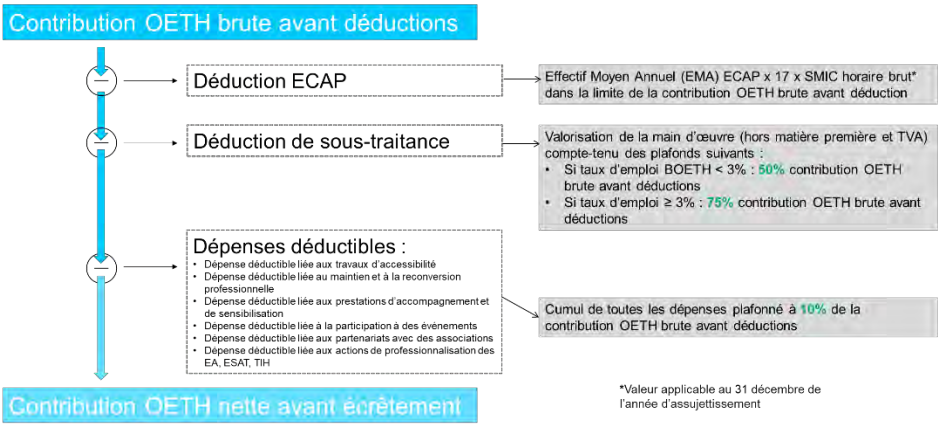 Contribution OETH brute avant déductions
Déduction ECAP
Effectif Moyen Annuel (EMA) ECAP x 17 x SMIC horaire brut*
dans la limite de la contribution OETH brute avant déduction
Déduction de sous-traitance
Valorisation de la main d'œuvre (hors matière première et TVA)
compte-tenu des plafonds suivants :
• Si taux d'emploi BOETH < 3% : 50% contribution OETH
brute avant déductions
• Si taux d'emploi ≥ 3% : 75% contribution OETH brute avant
déductions
Dépenses déductibles :
• Dépense déductible liée aux travaux d'accessibilité
• Dépense déductible liée au maintien et à la reconversion
professionnelle
• Dépense déductible liée aux prestations d'accompagnement et
de sensibilisation
• Dépense déductible liée à la participation à des événements
• Dépense déductible liée aux partenariats avec des associations
• Dépense déductible liée aux actions de professionnalisation des
EA, ESAT, TIH
Cumul de toutes les dépenses plafonné à 10% de la
contribution OETH brute avant déductions
Contribution OETH nette avant écrêtement
*Valeur applicable au 31 décembre de
l'année d'assujettissement